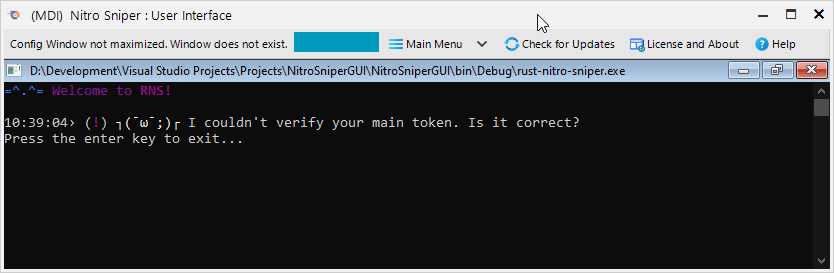 (MDI) Nitro Sniper : User Interface
Config Window not maximized. Window does not exist. Main Menu Check for Updates License and About Help
D:\Development\Visual Studio Projects\Projects\NitroSniperGUI\NitroSniperGUI\bin\Debug\rust-nitro-sniper.exe
=^.^= Welcome to RNS!
10:39:04› (!) ┐(¯ω¯;)┌ I couldn't verify your main token. Is it correct?
Press the enter key to exit...